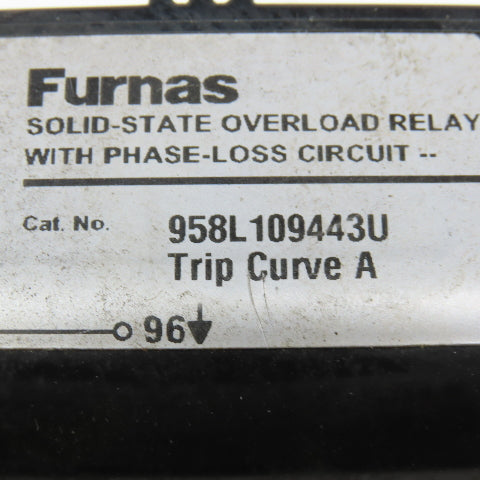 Furnas
SOLID-STATE OVERLOAD RELAY
WITH PHASE-LOSS CIRCUIT --
Cat. No. 958L109443U
Trip Curve A
96